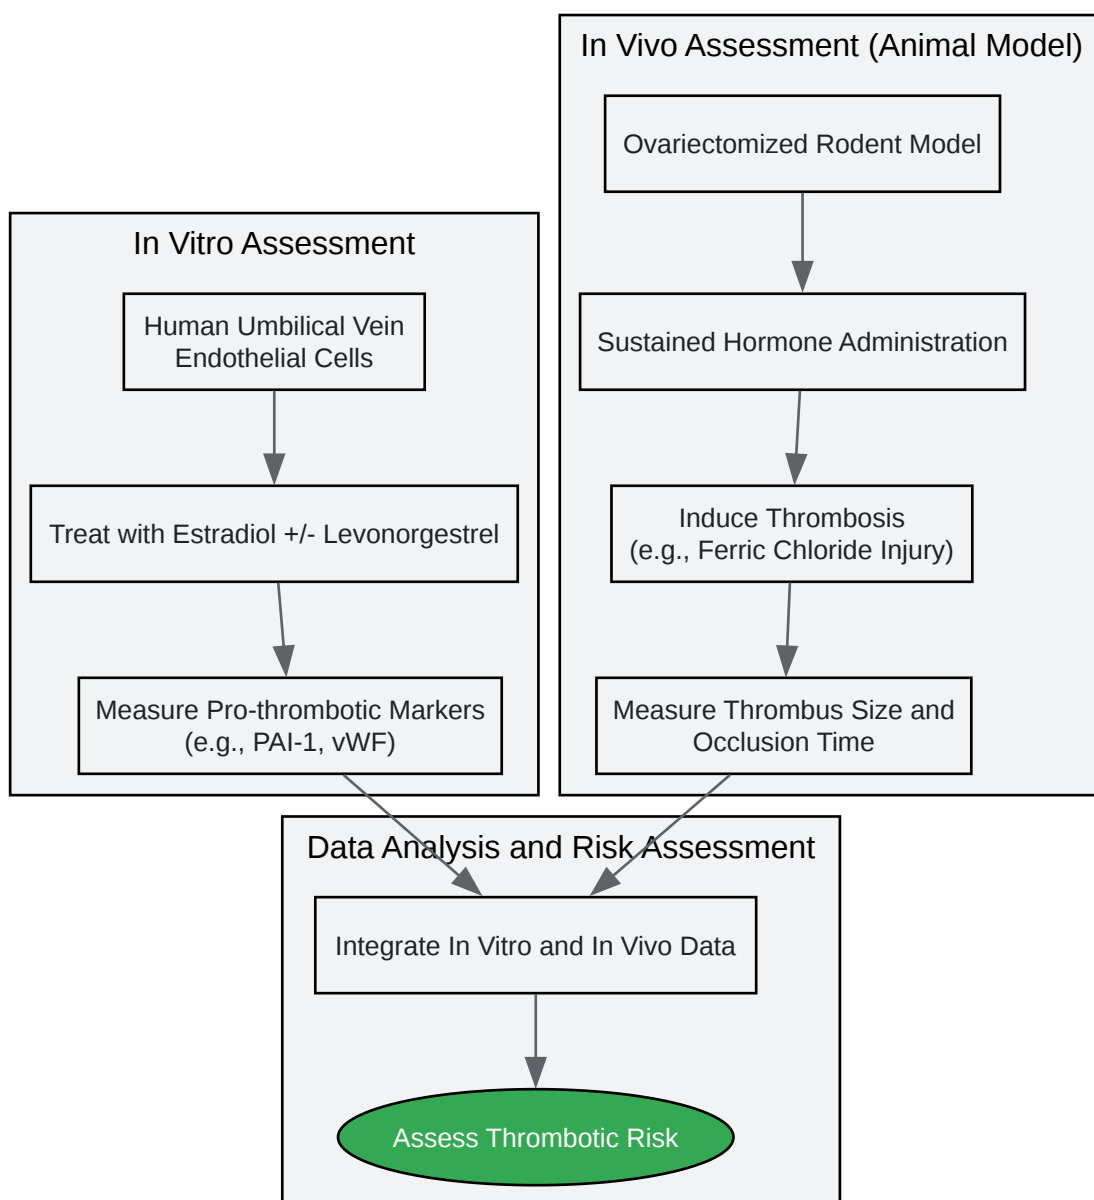 In Vitro Assessment
Human Umbilical Vein
Endothelial Cells
Treat with Estradiol +/- Levonorgestrel
Measure Pro-thrombotic Markers
(e.g., PAI-1, vWF)
In Vivo Assessment (Animal Model)
Ovariectomized Rodent Model
Sustained Hormone Administration
Induce Thrombosis
(e.g., Ferric Chloride Injury)
Measure Thrombus Size and
Occlusion Time
Data Analysis and Risk Assessment
Integrate In Vitro and In Vivo Data
Assess Thrombotic Risk